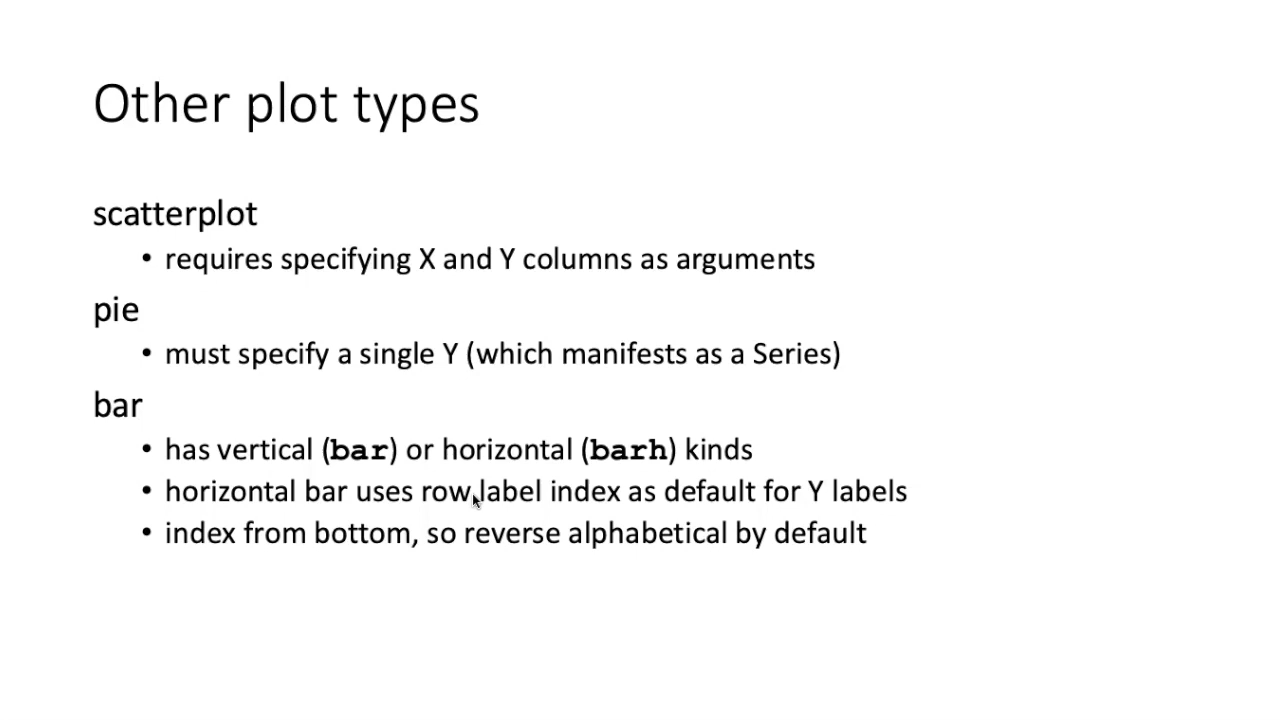 Other plot types
scatterplot
• requires specifying X and Y columns as arguments
pie
• must specify a single Y (which manifests as a Series)
bar
• has vertical (bar) or horizontal (barh) kinds
• horizontal bar uses row label index as default for Y labels
• index from bottom, so reverse alphabetical by default